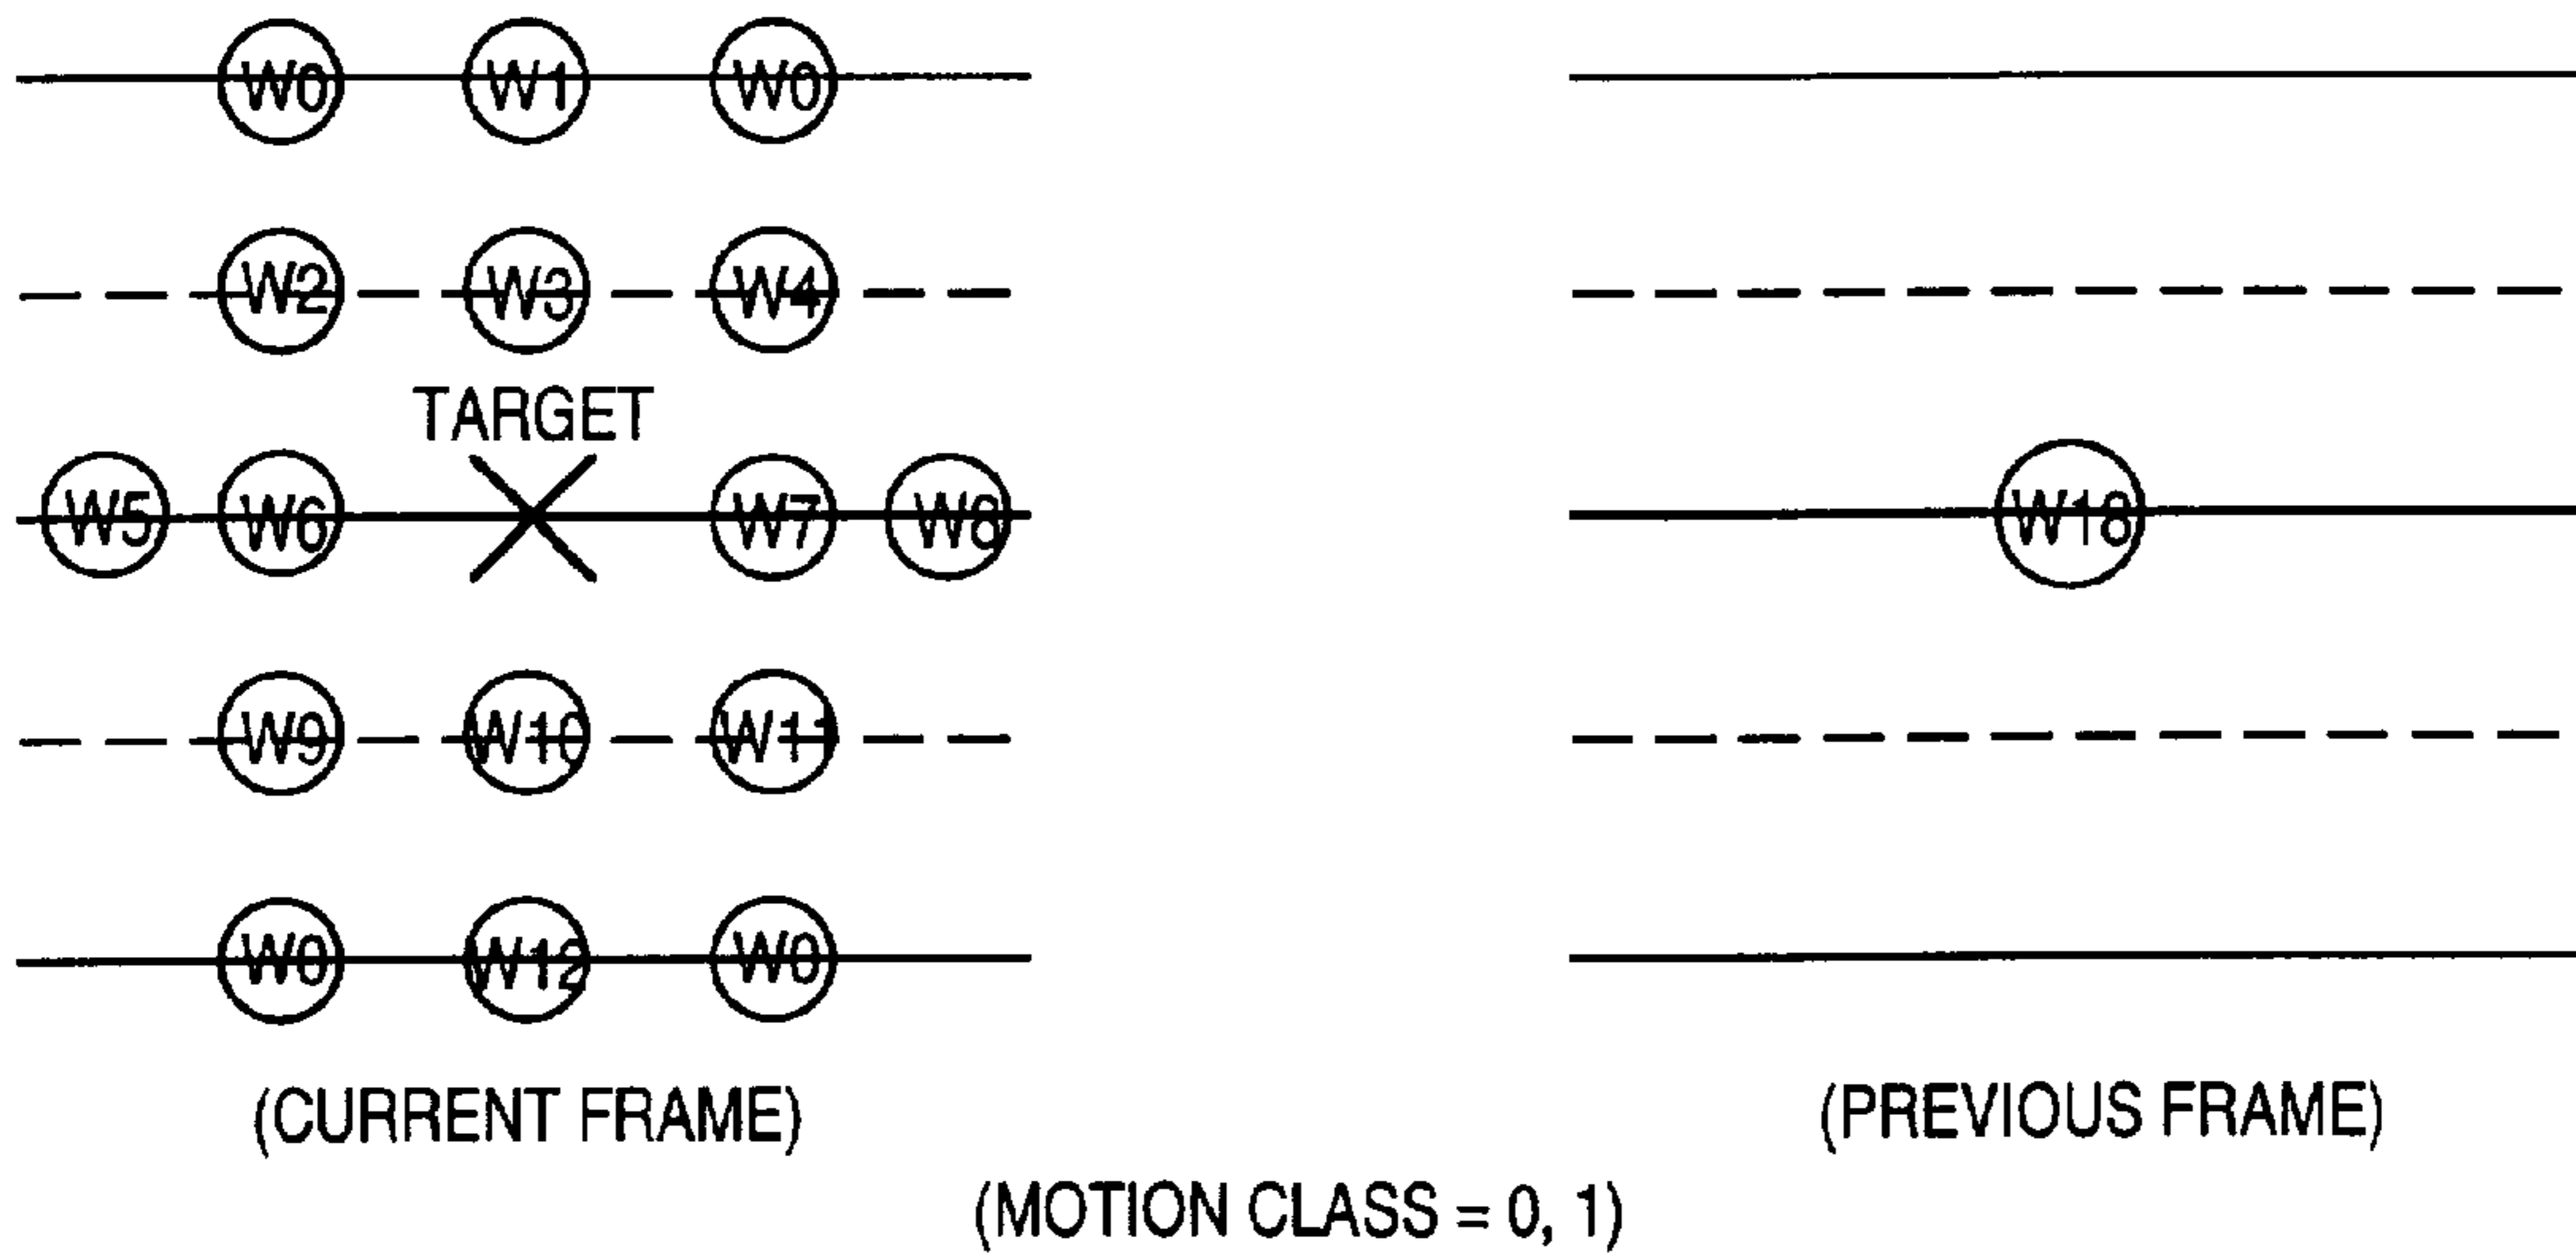 W0 W1 W0
W2 W3 W4
TARGET
W5 W6 W7 W8 W18
W9 W10 W11
W0 W12 W0
(CURRENT FRAME) (PREVIOUS FRAME)
(MOTION CLASS = 0, 1)